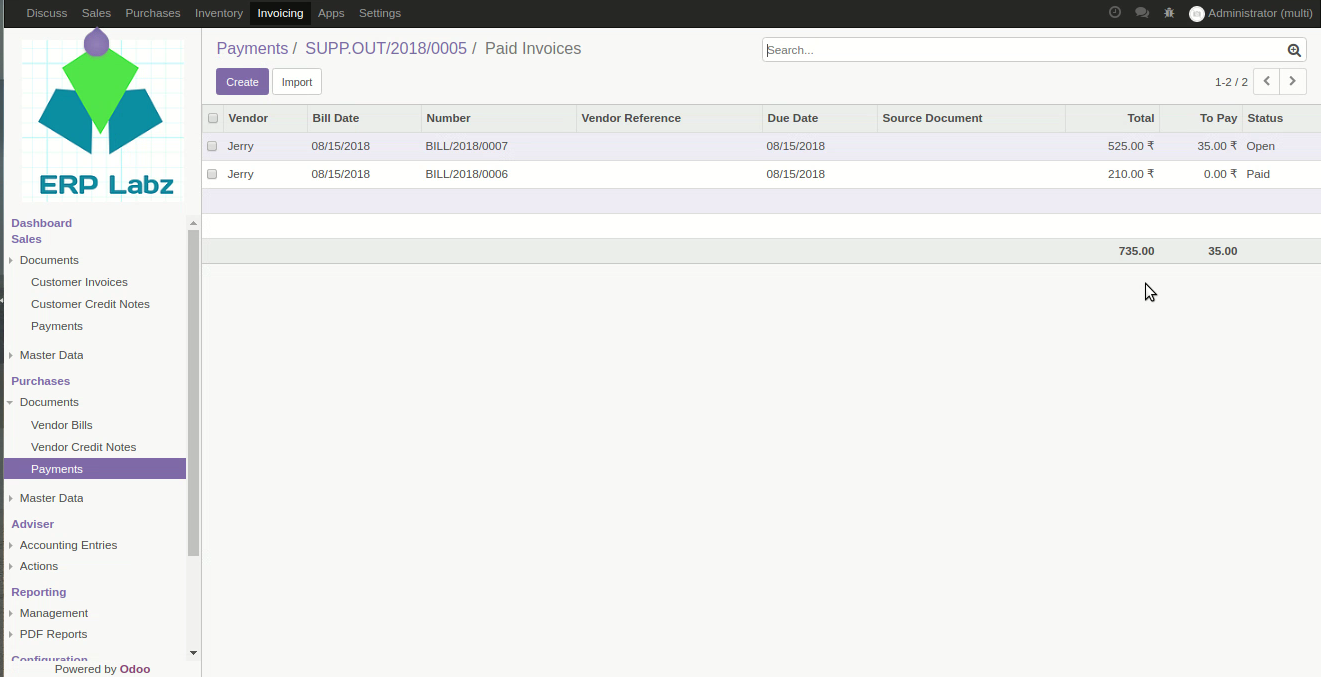 Discuss Sales Purchases Inventory Invoicing Apps Settings Administrator (multi)
ERP Labz
Dashboard
Sales
Documents
Customer Invoices
Customer Credit Notes
Payments
Master Data
Purchases
Documents
Vendor Bills
Vendor Credit Notes
Payments
Master Data
Adviser
Accounting Entries
Actions
Reporting
Management
PDF Reports
Configuration
Powered by Odoo
Payments / SUPP.OUT/2018/0005 / Paid Invoices
Search...
Create Import
1-2 / 2
Vendor Bill Date Number Vendor Reference Due Date Source Document Total To Pay Status
Jerry 08/15/2018 BILL/2018/0007 08/15/2018 525.00 ₹ 35.00 ₹ Open
Jerry 08/15/2018 BILL/2018/0006 08/15/2018 210.00 ₹ 0.00 ₹ Paid
735.00 35.00